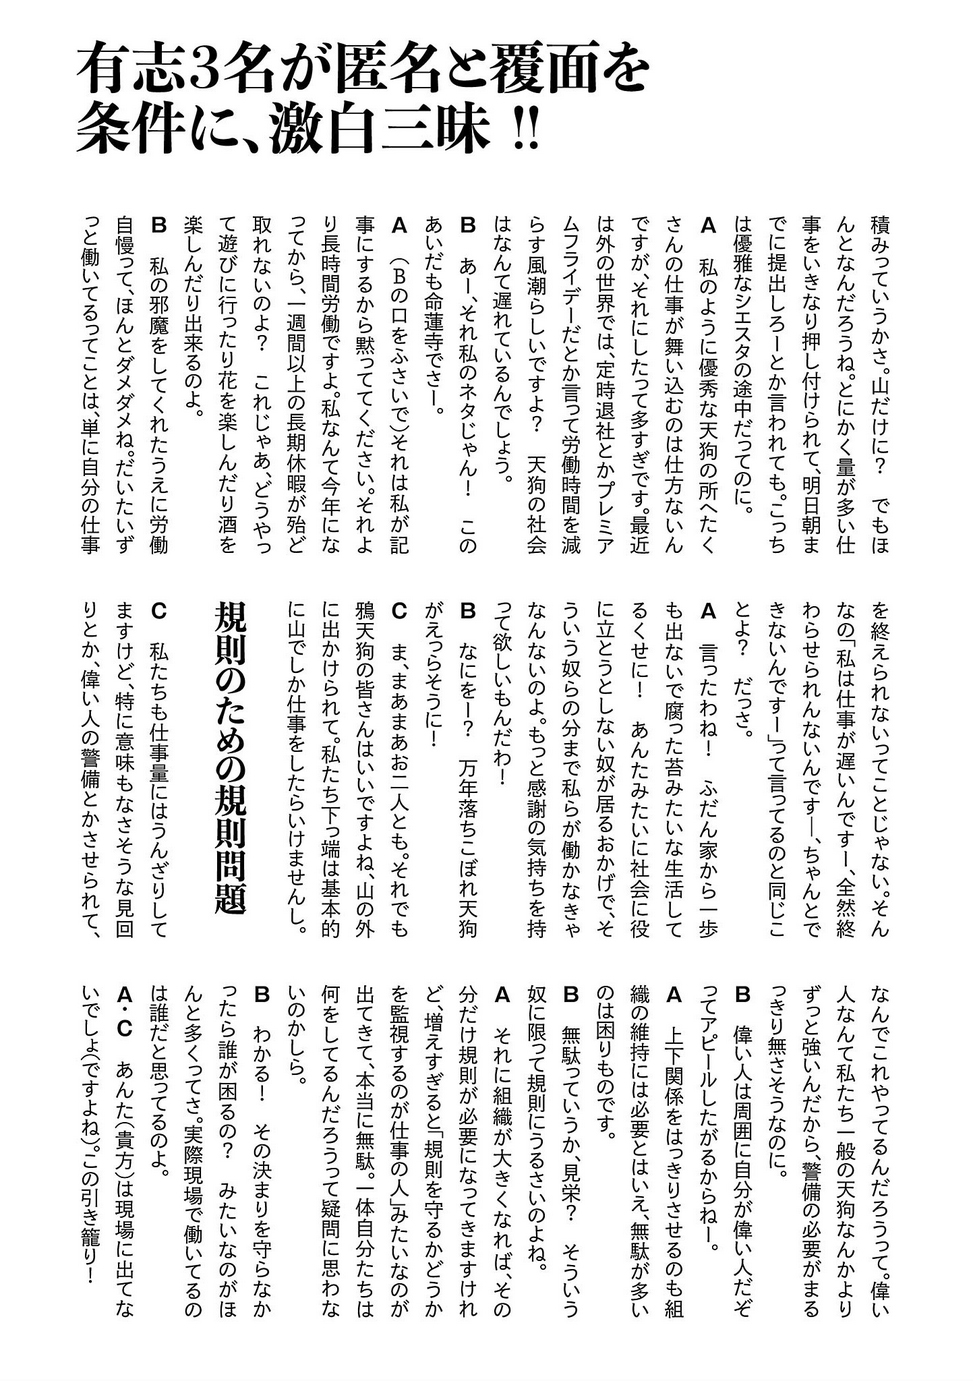 有志3名が匿名と覆面を
条件に、激白三昧!!
積みっていうかさ。山だけに？　でもほ
んとなんだろうね。とにかく量が多い仕
事をいきなり押し付けられて、明日朝ま
でに提出しろーとか言われても。こっち
は優雅なシエスタの途中だってのに。
A　私のように優秀な天狗の所へたく
さんの仕事が舞い込むのは仕方ないん
ですが、それにしたって多すぎです。最近
は外の世界では、定時退社とかプレミア
ムフライデーだとか言って労働時間を減
らす風潮らしいですよ？　天狗の社会
はなんて遅れているんでしょう。
B　あー、それ私のネタじゃん！　この
あいだも命蓮寺でさー。
A　（Bの口をふさいで）それは私が記
事にするから黙っててください。それよ
り長時間労働ですよ。私なんて今年にな
ってから、一週間以上の長期休暇が殆ど
取れないのよ？　これじゃあ、どうやっ
て遊びに行ったり花を楽しんだり酒を
楽しんだり出来るのよ。
B　私の邪魔をしてくれたうえに労働
自慢って、ほんとダメダメね。だいたいず
っと働いてるってことは、単に自分の仕事
を終えられないってことじゃない。そん
なの「私は仕事が遅いんですー、全然終
わらせられんないんです―、ちゃんとで
きないんですー」って言ってるのと同じこ
とよ？　だっさ。
A　言ったわね！　ふだん家から一歩
も出ないで腐った苔みたいな生活して
るくせに！　あんたみたいに社会に役
に立とうとしない奴が居るおかげで、そ
ういう奴らの分まで私らが働かなきゃ
なんないのよ。もっと感謝の気持ちを持
って欲しいもんだわ！
B　なにをー？　万年落ちこぼれ天狗
がえっらそうに！
C　ま、まあまあお二人とも。それでも
鴉天狗の皆さんはいいですよね、山の外
に出かけられて。私たち下っ端は基本的
に山でしか仕事をしたらいけませんし。
規則のための規則問題
C　私たちも仕事量にはうんざりして
ますけど、特に意味もなさそうな見回
りとか、偉い人の警備とかさせられて、
なんでこれやってるんだろうって。偉い
人なんて私たち一般の天狗なんかより
ずっと強いんだから、警備の必要がまる
っきり無さそうなのに。
B　偉い人は周囲に自分が偉い人だぞ
ってアピールしたがるからねー。
A　上下関係をはっきりさせるのも組
織の維持には必要とはいえ、無駄が多い
のは困りものです。
B　無駄っていうか、見栄？　そういう
奴に限って規則にうるさいのよね。
A　それに組織が大きくなれば、その
分だけ規則が必要になってきますけれ
ど、増えすぎると「規則を守るかどうか
を監視するのが仕事の人」みたいなのが
出てきて、本当に無駄。一体自分たちは
何をしてるんだろうって疑問に思わな
いのかしら。
B　わかる！　その決まりを守らなか
ったら誰が困るの？　みたいなのがほ
んと多くってさ。実際現場で働いてるの
は誰だと思ってるのよ。
A・C　あんた（貴方）は現場に出てな
いでしょ（ですよね）。この引き籠り！